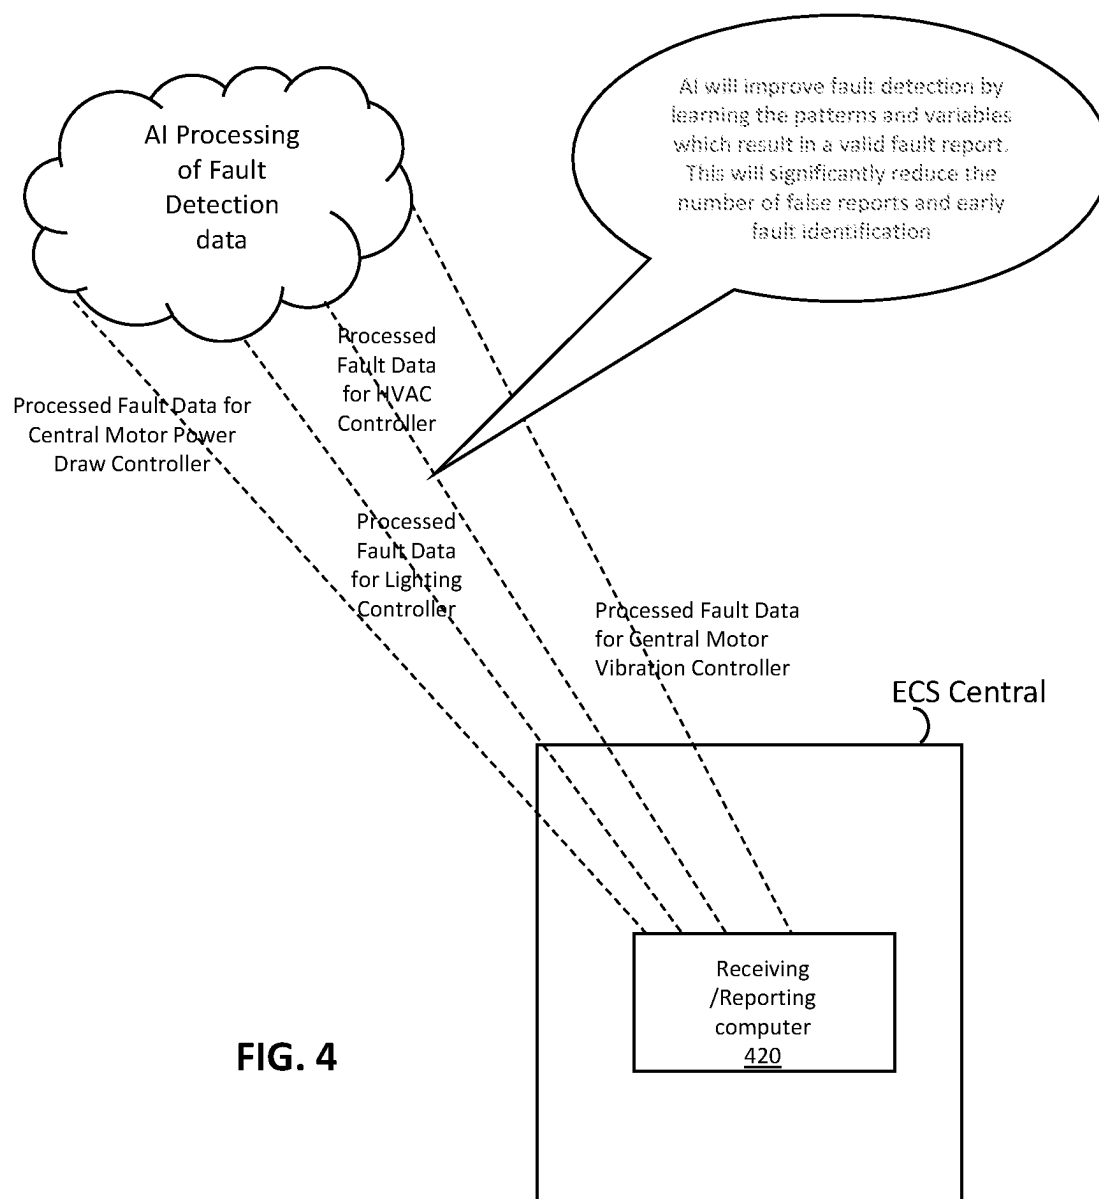 AI Processing
of Fault
Detection
data
AI will improve fault detection by
learning the patterns and variables
which result in a valid fault report.
This will significantly reduce the
number of false reports and early
fault identification
Processed
Fault Data
for HVAC
Controller
Processed Fault Data for
Central Motor Power
Draw Controller
Processed
Fault Data
for Lighting
Controller
Processed Fault Data
for Central Motor
Vibration Controller
ECS Central
Receiving
/Reporting
computer
420
FIG. 4